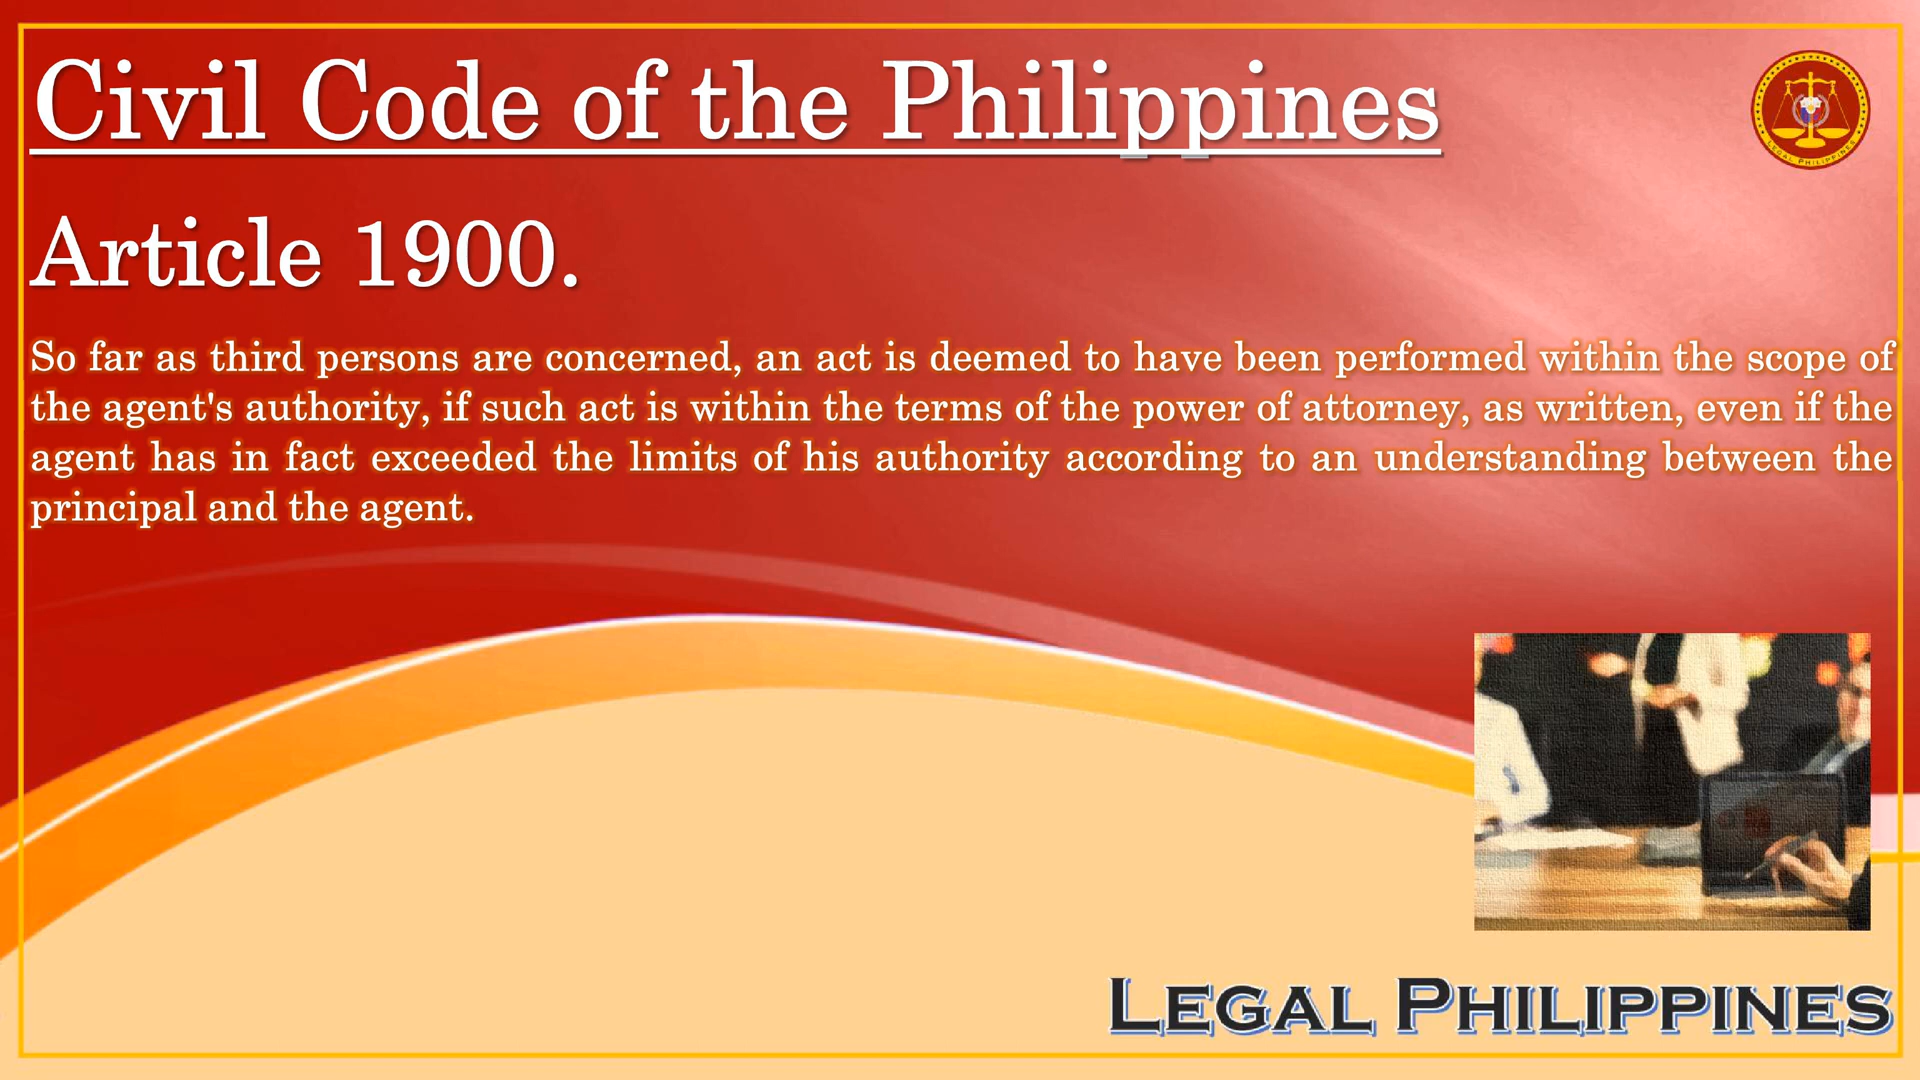 Civil Code of the Philippines
LEGAL PHILIPPINES
Article 1900.
So far as third persons are concerned, an act is deemed to have been performed within the scope of
the agent's authority, if such act is within the terms of the power of attorney, as written, even if the
agent has in fact exceeded the limits of his authority according to an understanding between the
principal and the agent.
LEGAL PHILIPPINES